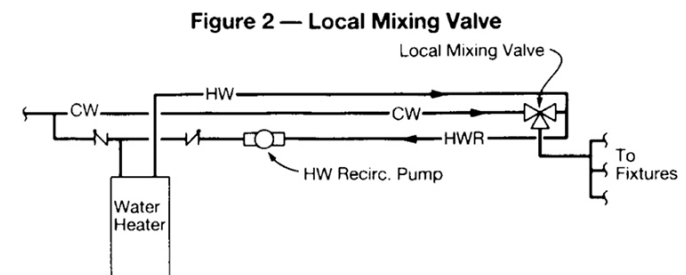 Figure 2 — Local Mixing Valve
Local Mixing Valve
HW
CW
CW
HWR
To
Fixtures
HW Recirc. Pump
Water
Heater